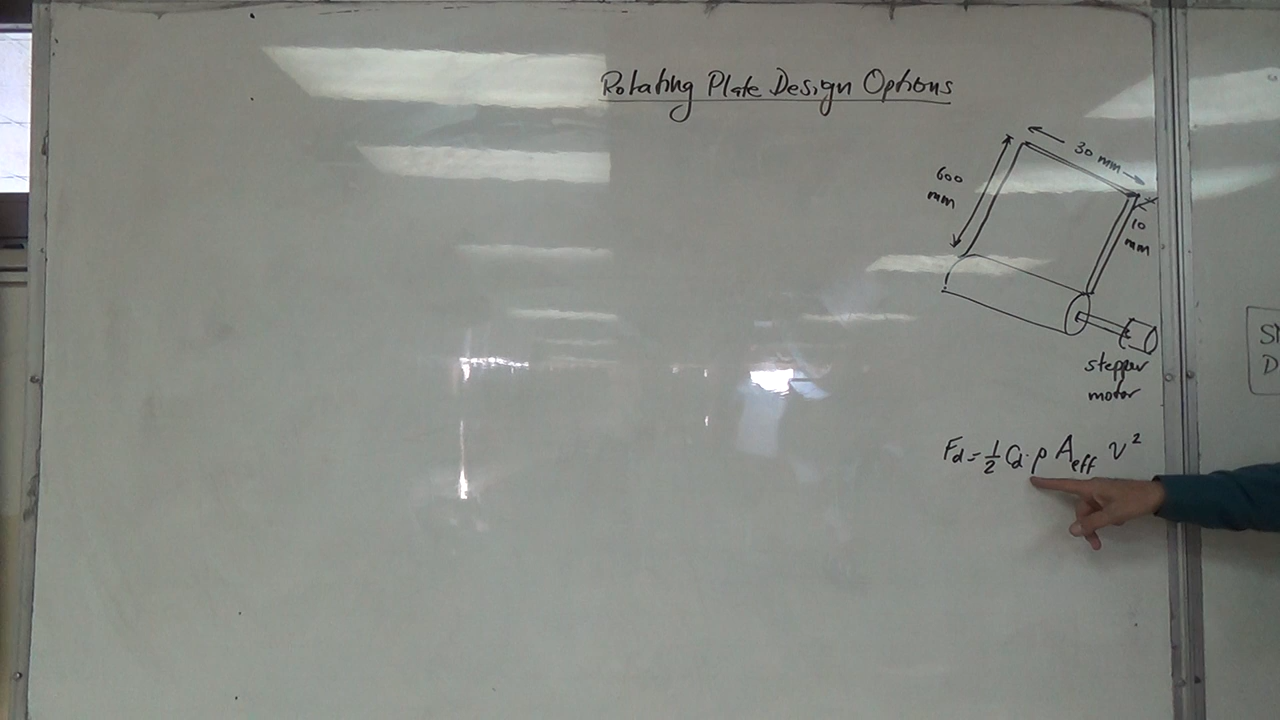 Rotating Plate Design Options
30 mm
600
mm
10
mm
stepper
motor
Fd = 1/2 Cd · ρ Aeff v²